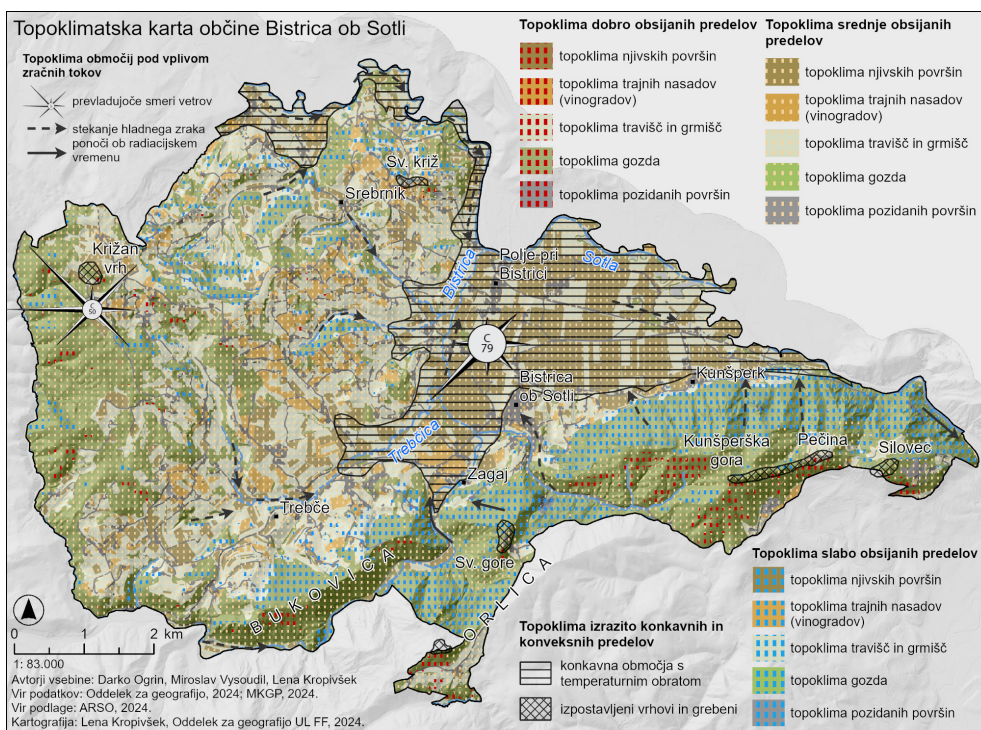 Topoklimatska karta občine Bistrica ob Sotli
Topoklima območij pod vplivom
zračnih tokov
prevladujoče smeri vetrov
stekanje hladnega zraka
ponoči ob radiacijskem
vremenu
Topoklima dobro obsijanih predelov
topoklima njivskih površin
topoklima trajnih nasadov
(vinogradov)
topoklima travišč in grmišč
topoklima gozda
topoklima pozidanih površin
Topoklima srednje obsijanih
predelov
topoklima njivskih površin
topoklima trajnih nasadov
(vinogradov)
topoklima travišč in grmišč
topoklima gozda
topoklima pozidanih površin
Sv. križ
Srebrnik
Križan
vrh
C
50
Bistrica
Polje pri
Bistrici
Sotla
C
79
Bistrica
ob Sotli
Kunšperk
Trebčica
Kunšperška
gora
Pečina
Silovec
Zagaj
Trebče
Sv. gore
BUKOVICA
ORLICA
Topoklima slabo obsijanih predelov
topoklima njivskih površin
topoklima trajnih nasadov
(vinogradov)
topoklima travišč in grmišč
topoklima gozda
topoklima pozidanih površin
Topoklima izrazito konkavnih in
konveksnih predelov
konkavna območja s
temperaturnim obratom
izpostavljeni vrhovi in grebeni
0 1 2 km
1: 83.000
Avtorji vsebine: Darko Ogrin, Miroslav Vysoudil, Lena Kropivšek
Vir podatkov: Oddelek za geografijo, 2024; MKGP, 2024.
Vir podlage: ARSO, 2024.
Kartografija: Lena Kropivšek, Oddelek za geografijo UL FF, 2024.